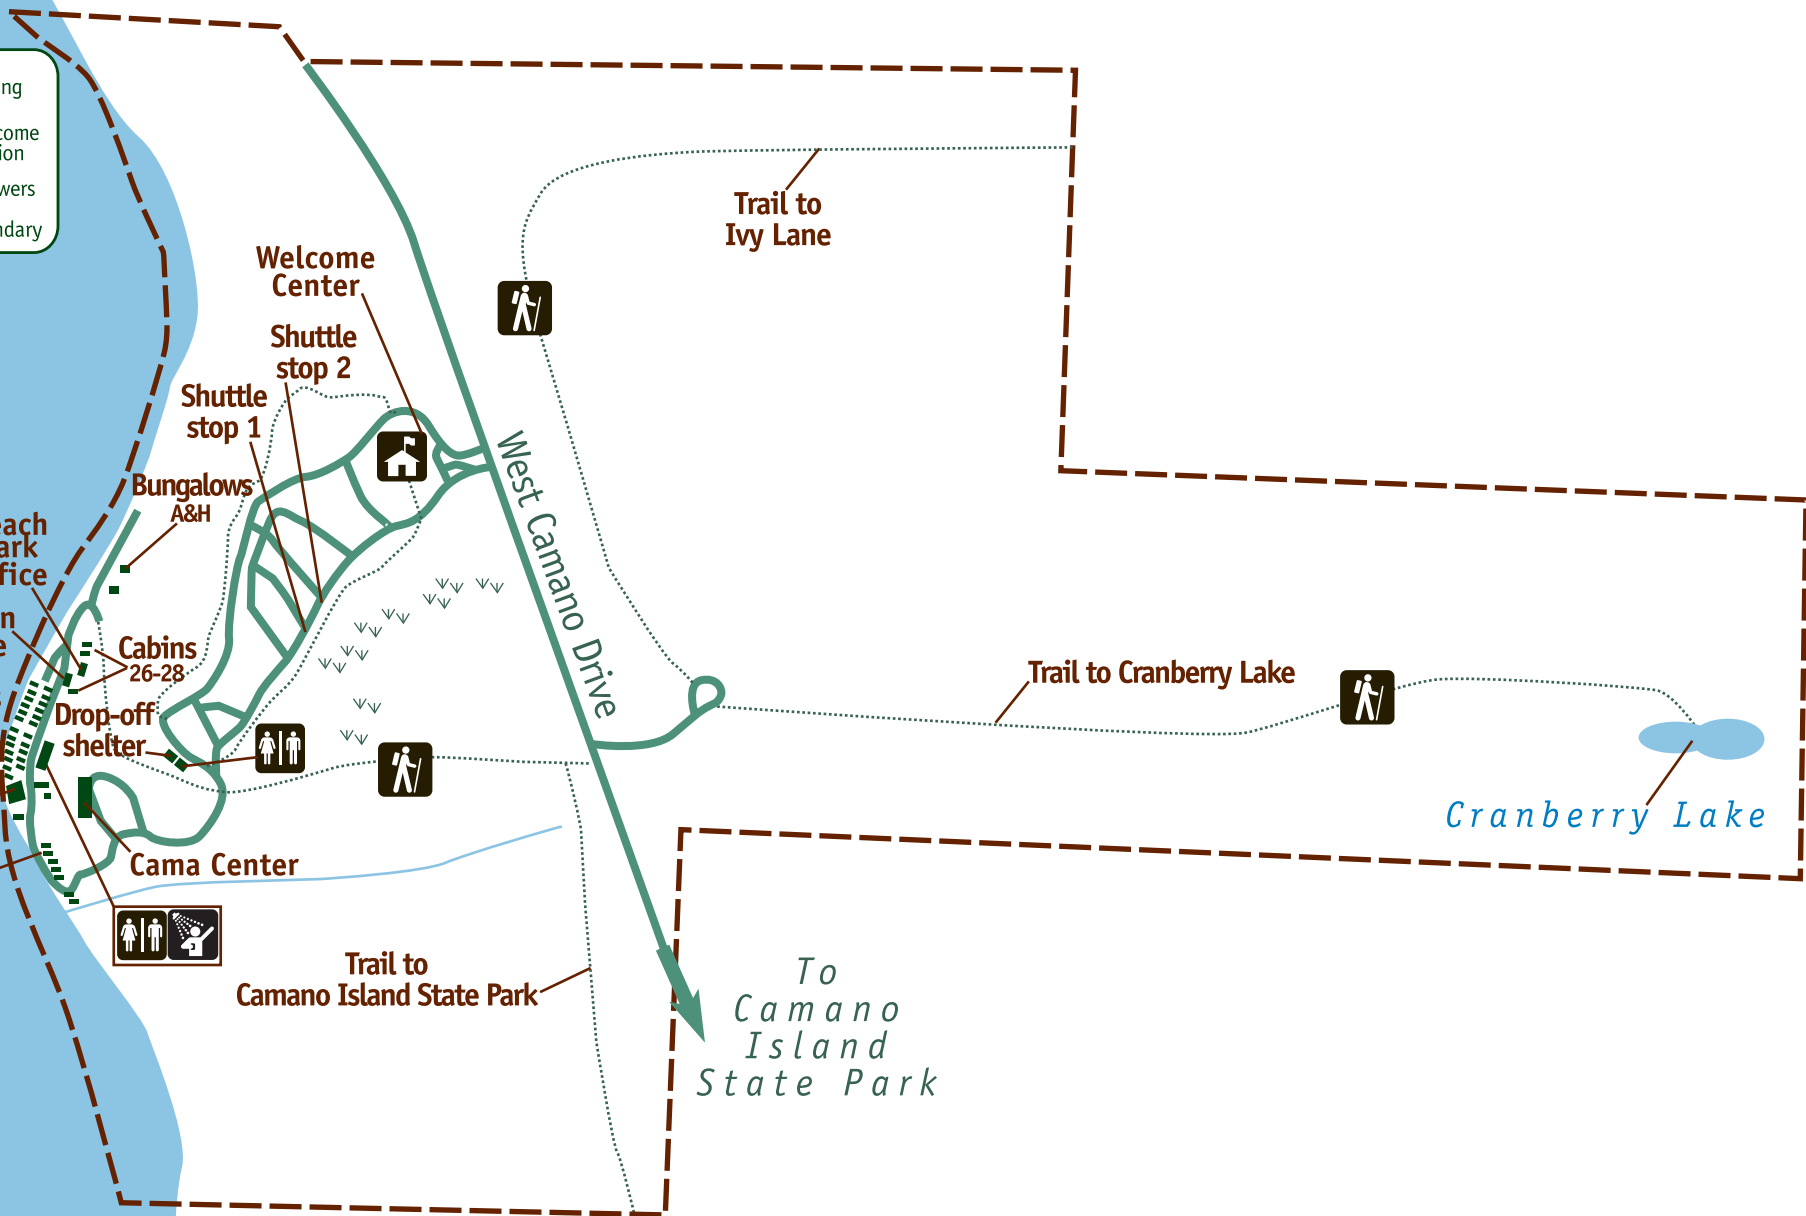 Trail to
Ivy Lane
Welcome
Center
Shuttle
stop 2
Shuttle
stop 1
Bungalows
A&H
West Camano Drive
Cabins
26-28
Drop-off
shelter
Trail to Cranberry Lake
Cranberry Lake
Cama Center
Trail to
Camano Island State Park
To
Camano
Island
State Park